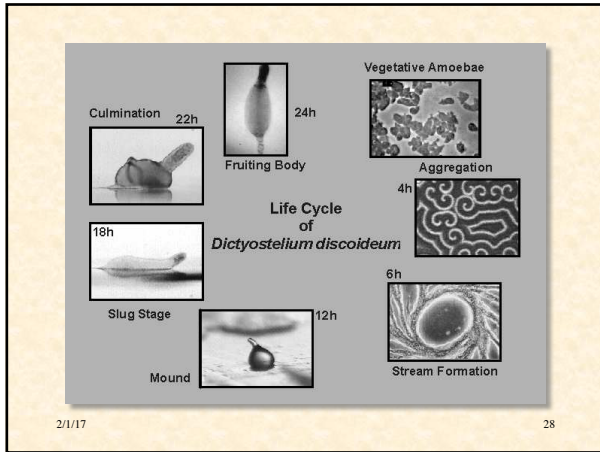 Vegetative Amoebae
Culmination
22h
24h
Fruiting Body
Aggregation
4h
Life Cycle
of
Dictyostelium discoideum
18h
6h
Slug Stage
12h
Mound
Stream Formation
2/1/17
28